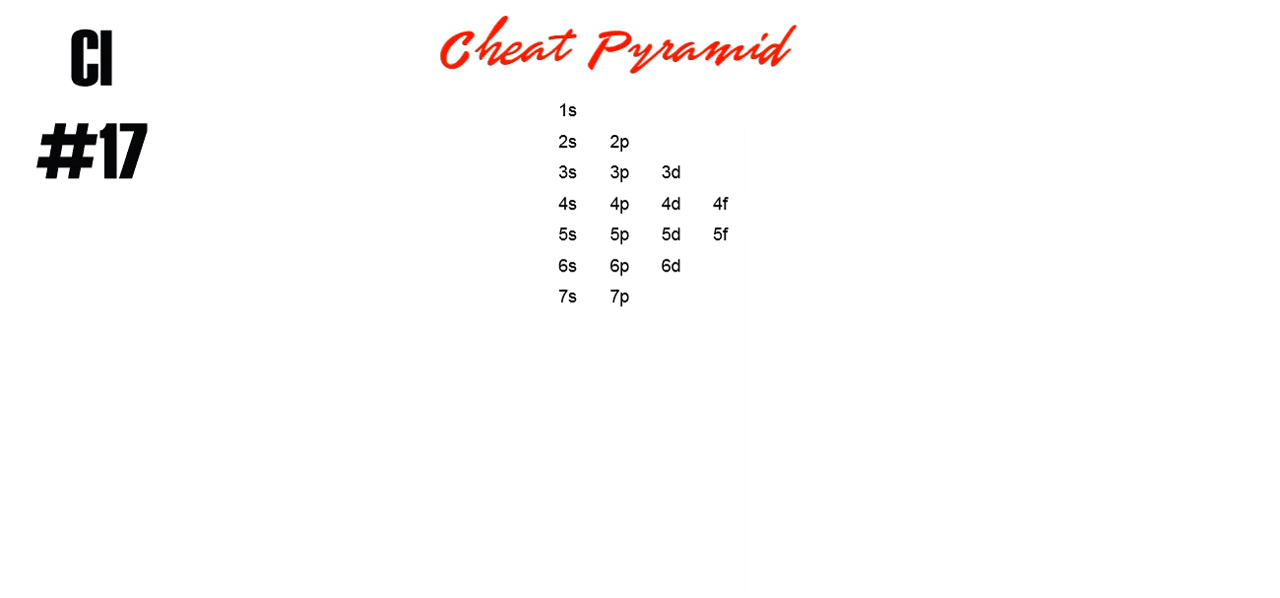 Cl
#17
Cheat Pyramid
1s
2s 2p
3s 3p 3d
4s 4p 4d 4f
5s 5p 5d 5f
6s 6p 6d
7s 7p